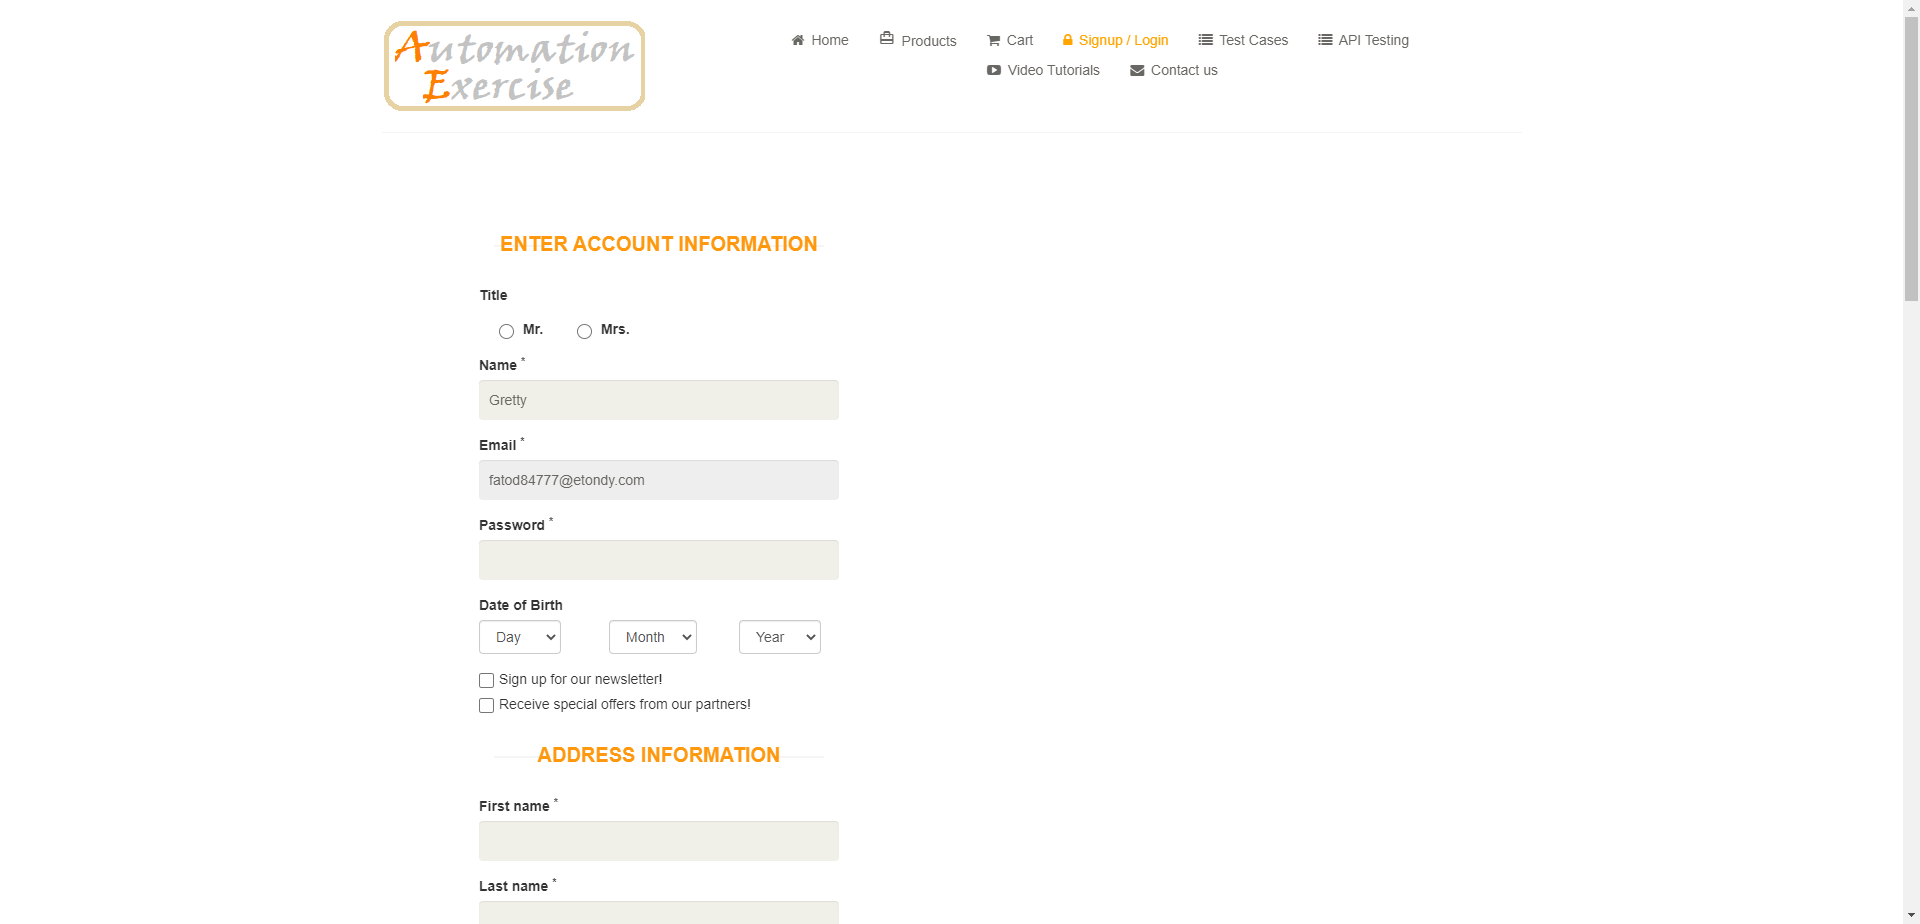 Automation
Exercise
Home Products Cart Signup / Login Test Cases API Testing
Video Tutorials Contact us
ENTER ACCOUNT INFORMATION
Title
Mr. Mrs.
Name *
Gretty
Email *
fatod84777@etondy.com
Password *
Date of Birth
Day Month Year
Sign up for our newsletter!
Receive special offers from our partners!
ADDRESS INFORMATION
First name *
Last name *